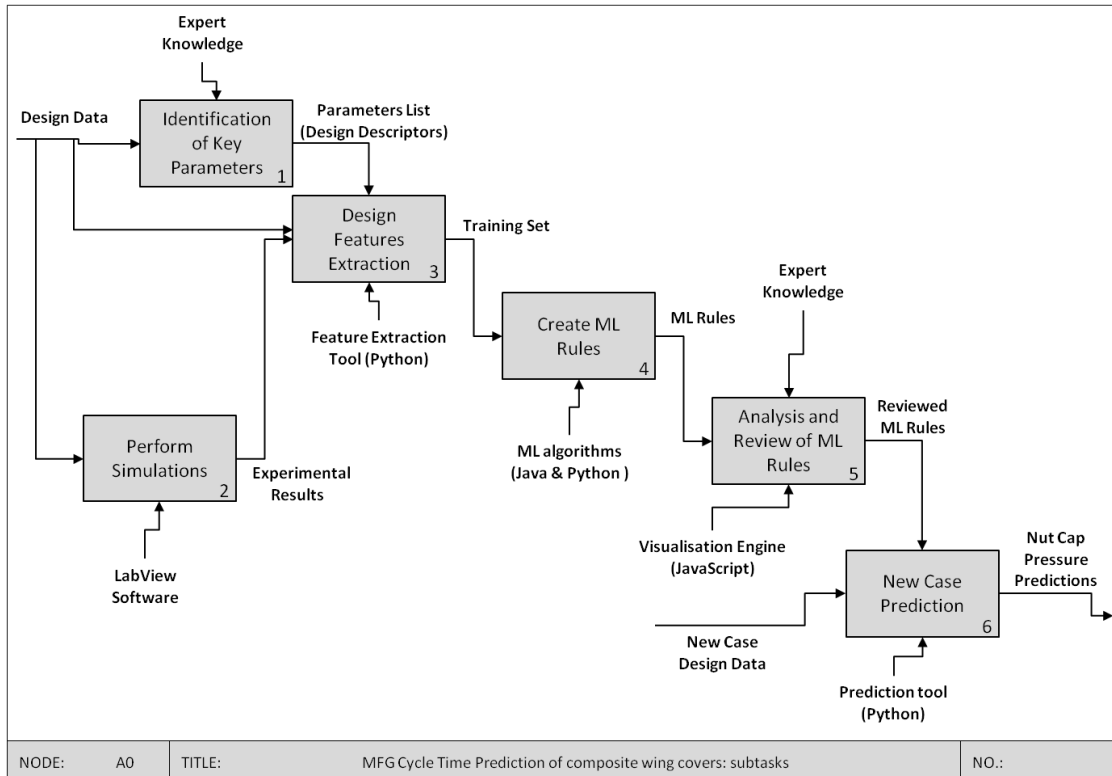 Expert
Knowledge
Design Data
Identification
of Key
Parameters
1
Parameters List
(Design Descriptors)
Design
Features
Extraction
3
Training Set
Feature Extraction
Tool (Python)
Perform
Simulations
2
Experimental
Results
LabView
Software
Create ML
Rules
4
ML Rules
ML algorithms
(Java & Python )
Expert
Knowledge
Analysis and
Review of ML
Rules
5
Reviewed
ML Rules
Visualisation Engine
(JavaScript)
New Case
Prediction
6
Nut Cap
Pressure
Predictions
New Case
Design Data
Prediction tool
(Python)
NODE: A0 TITLE: MFG Cycle Time Prediction of composite wing covers: subtasks NO.: